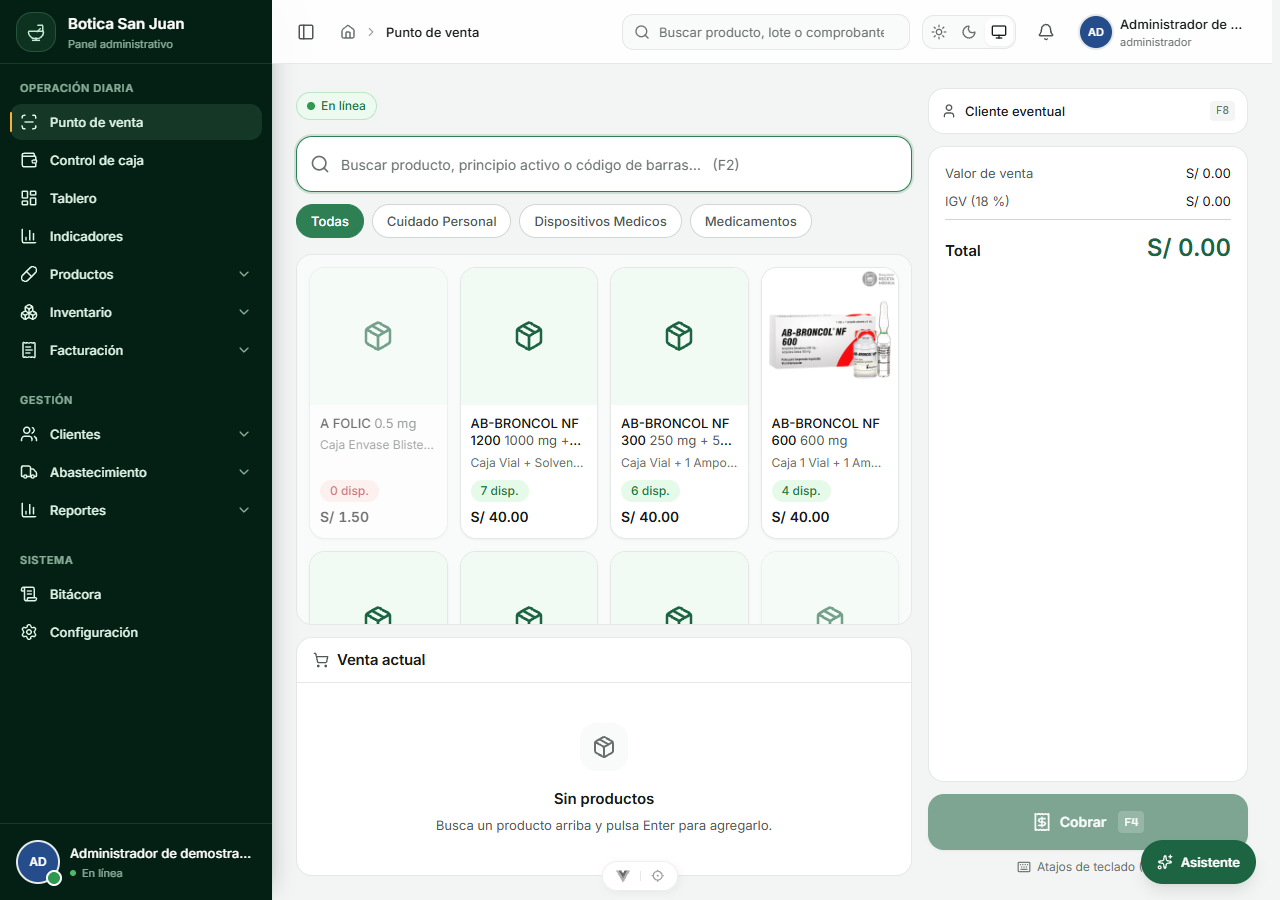 Botica San Juan
Panel administrativo
OPERACIÓN DIARIA
Punto de venta
Control de caja
Tablero
Indicadores
Productos
Inventario
Facturación
GESTIÓN
Clientes
Abastecimiento
Reportes
SISTEMA
Bitácora
Configuración
AD
Administrador de demostra...
En línea
Punto de venta
Buscar producto, lote o comprobante
AD
Administrador de ...
administrador
En línea
Buscar producto, principio activo o código de barras... (F2)
Todas
Cuidado Personal
Dispositivos Medicos
Medicamentos
A FOLIC 0.5 mg
Caja Envase Bliste...
0 disp.
S/ 1.50
AB-BRONCOL NF
1200 1000 mg +...
Caja Vial + Solven...
7 disp.
S/ 40.00
AB-BRONCOL NF
300 250 mg + 5...
Caja Vial + 1 Ampo...
6 disp.
S/ 40.00
AB-BRONCOL NF
600
AB-BRONCOL NF
600 600 mg
Caja 1 Vial + 1 Am...
4 disp.
S/ 40.00
Venta actual
Sin productos
Busca un producto arriba y pulsa Enter para agregarlo.
Cliente eventual F8
Valor de venta S/ 0.00
IGV (18 %) S/ 0.00
Total S/ 0.00
Cobrar F4
Atajos de teclado (
Asistente